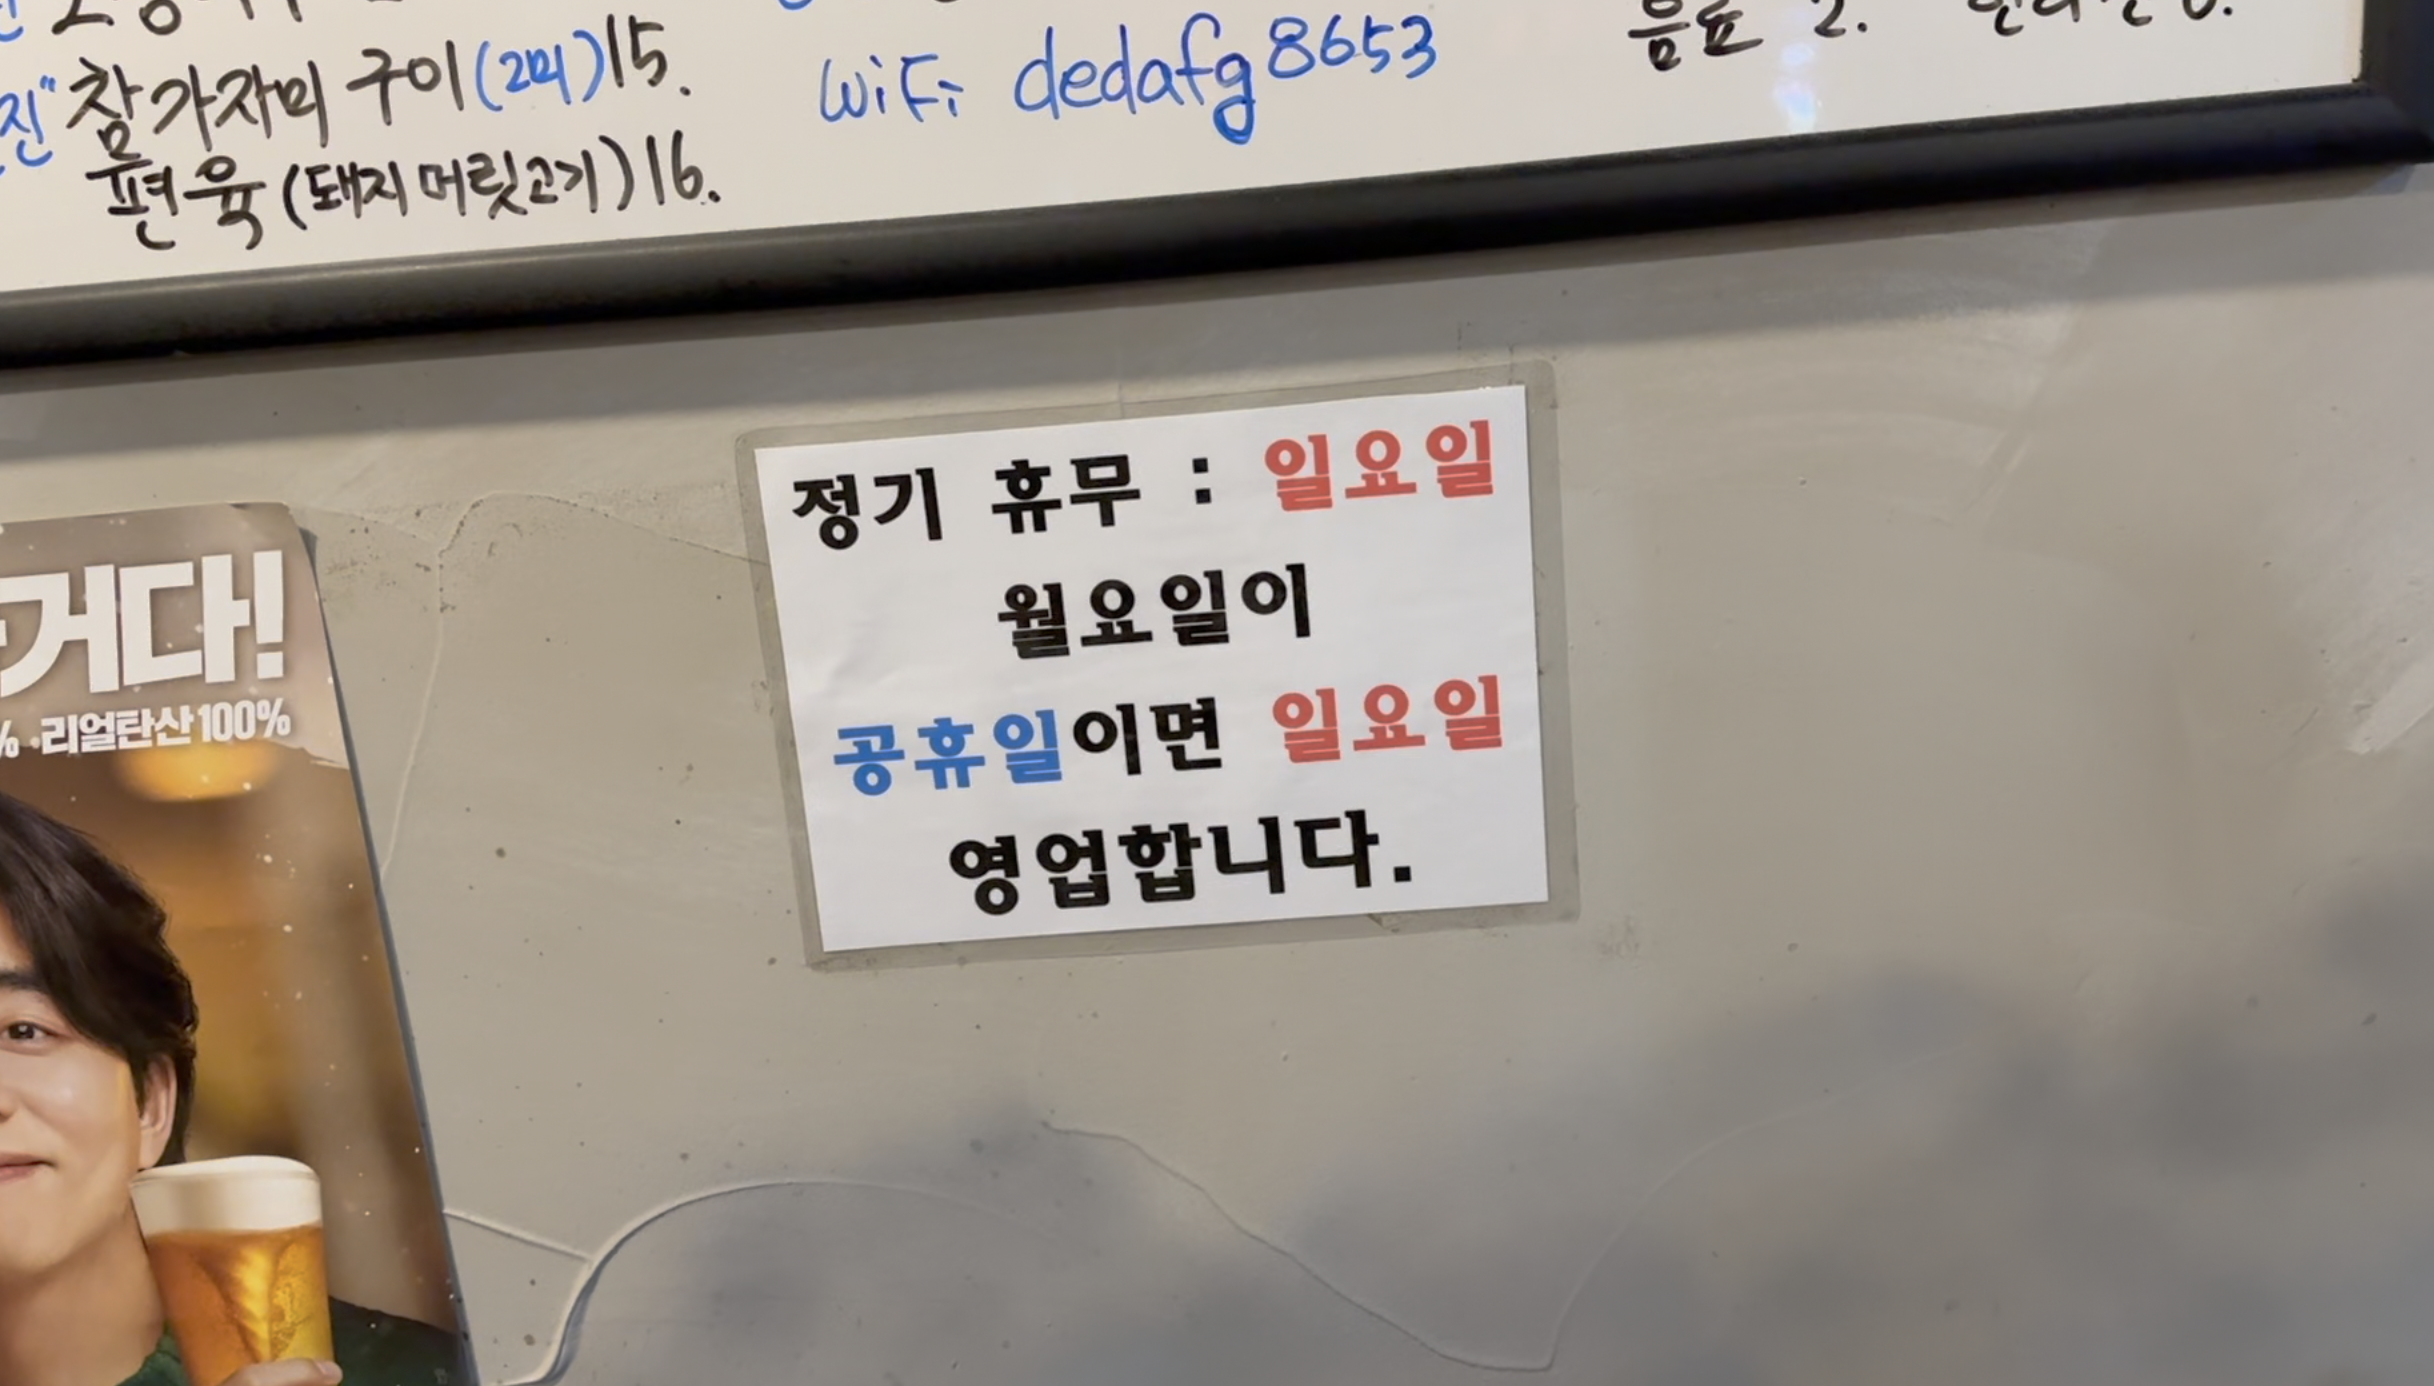 참가자미 구이(2미)15.
편육(돼지머릿고기)16.
WiFi dedafg8653
음료 2.
정기 휴무 : 일요일
월요일이
공휴일이면 일요일
영업합니다.
거다!
리얼탄산100%